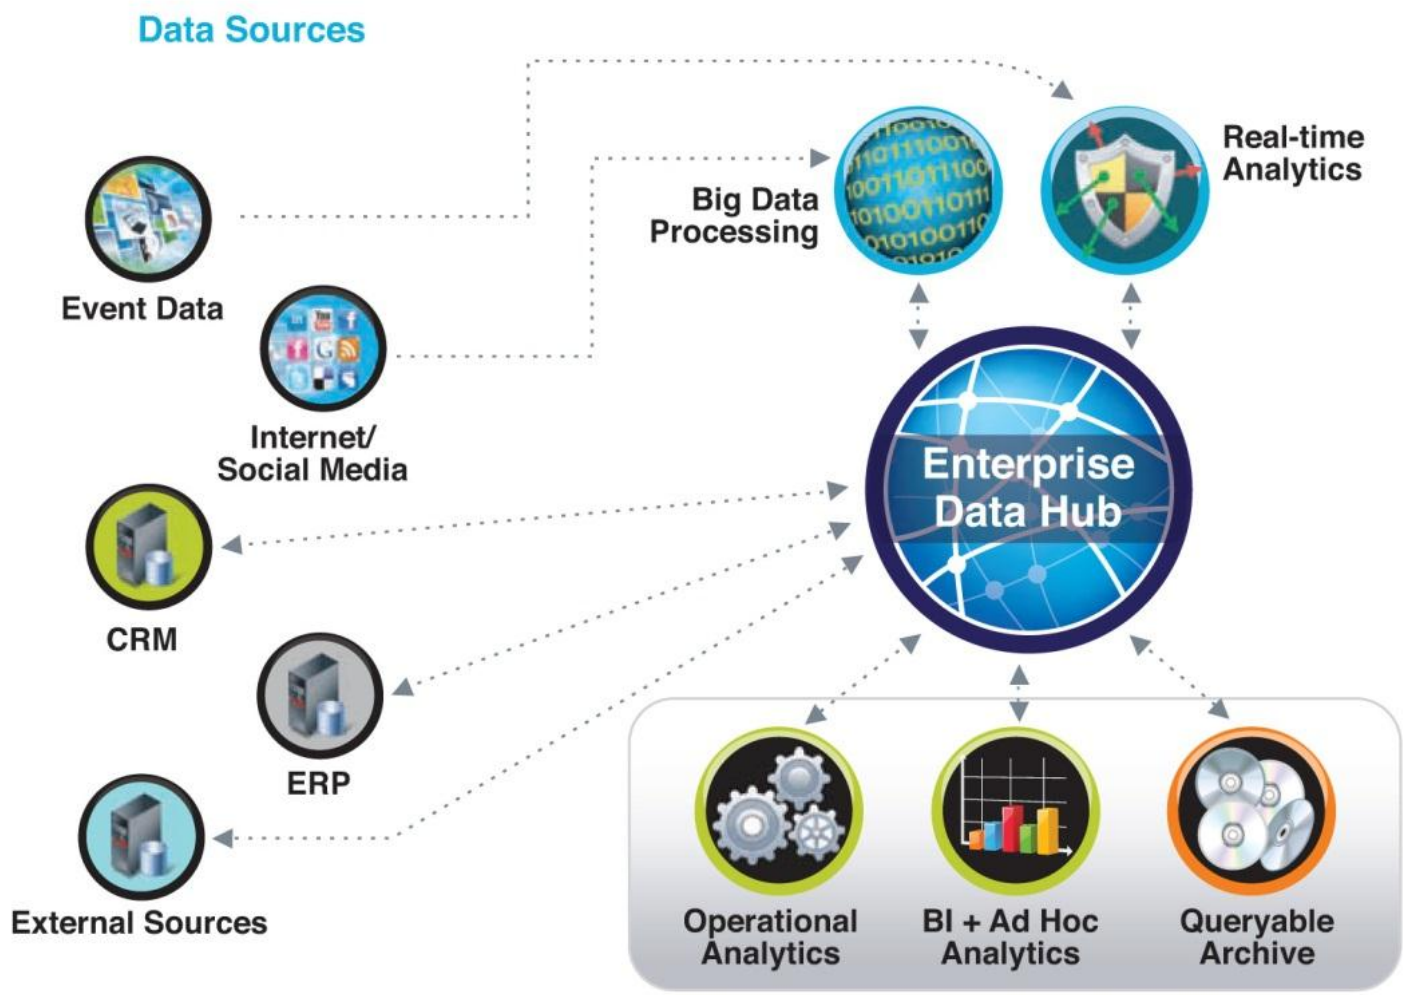 Data Sources
Real-time
Analytics
Big Data
Processing
Event Data
Internet/
Social Media
Enterprise
Data Hub
CRM
ERP
External Sources
Operational
Analytics
BI + Ad Hoc
Analytics
Queryable
Archive